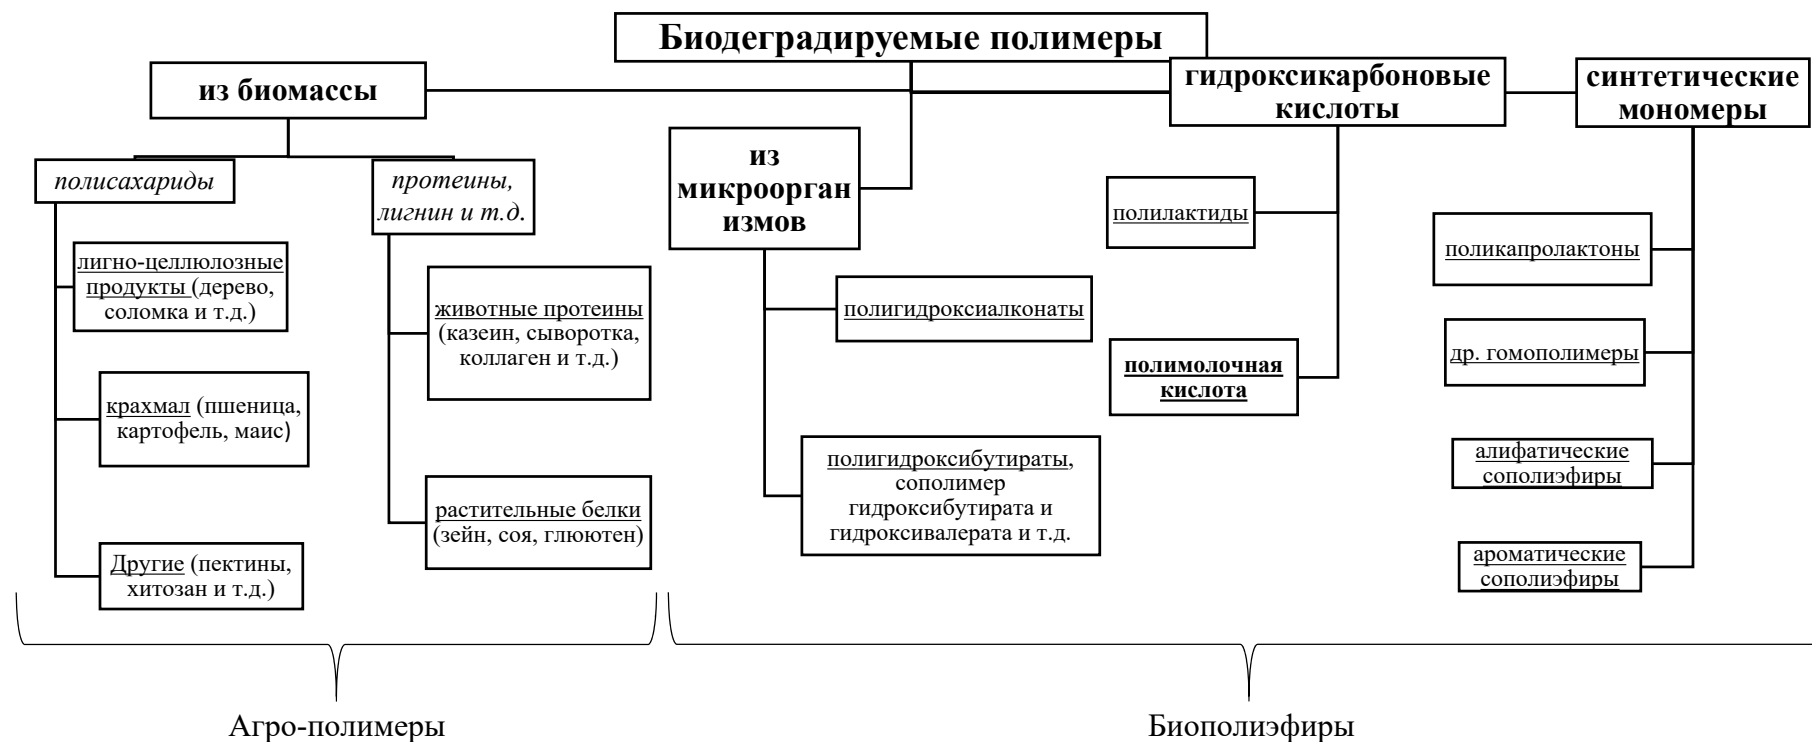 Биодеградируемые полимеры
из биомассы
гидроксикарбоновые
кислоты
синтетические
мономеры
из
микроорган
измов
полисахариды
протеины,
лигнин и т.д.
лигно-целлюлозные
продукты (дерево,
соломка и т.д.)
крахмал (пшеница,
картофель, маис)
Другие (пектины,
хитозан и т.д.)
животные протеины
(казеин, сыворотка,
коллаген и т.д.)
растительные белки
(зейн, соя, глюютен)
полигидроксиалконаты
полигидроксибутираты,
сополимер
гидроксибутирата и
гидроксивалерата и т.д.
полилактиды
полимолочная
кислота
поликапролактоны
др. гомополимеры
алифатические
сополиэфиры
ароматические
сополиэфиры
Агро-полимеры
Биополиэфиры